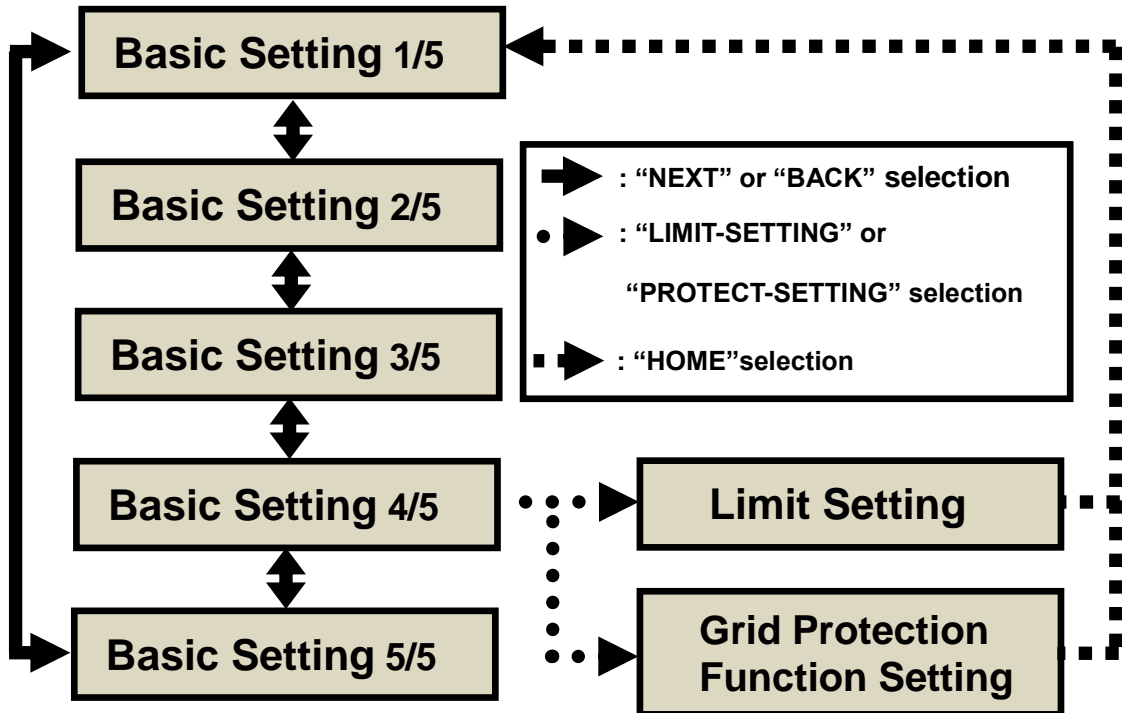 Basic Setting 1/5
Basic Setting 2/5
Basic Setting 3/5
Basic Setting 4/5
Basic Setting 5/5
: “NEXT” or “BACK” selection
: “LIMIT-SETTING” or
“PROTECT-SETTING” selection
: “HOME”selection
Limit Setting
Grid Protection
Function Setting